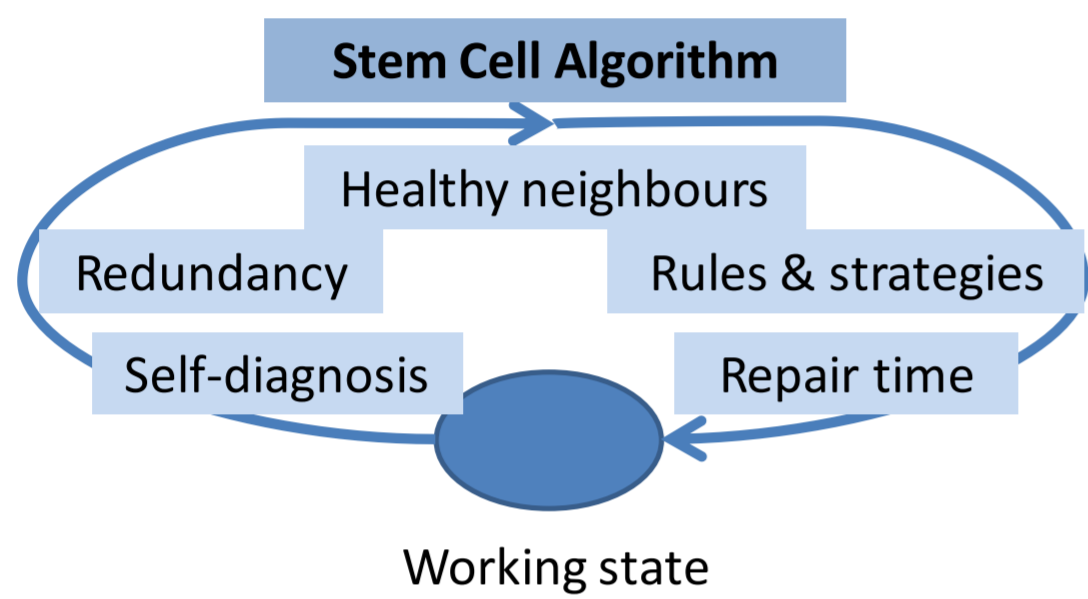 Stem Cell Algorithm
Healthy neighbours
Redundancy
Rules & strategies
Self-diagnosis
Repair time
Working state